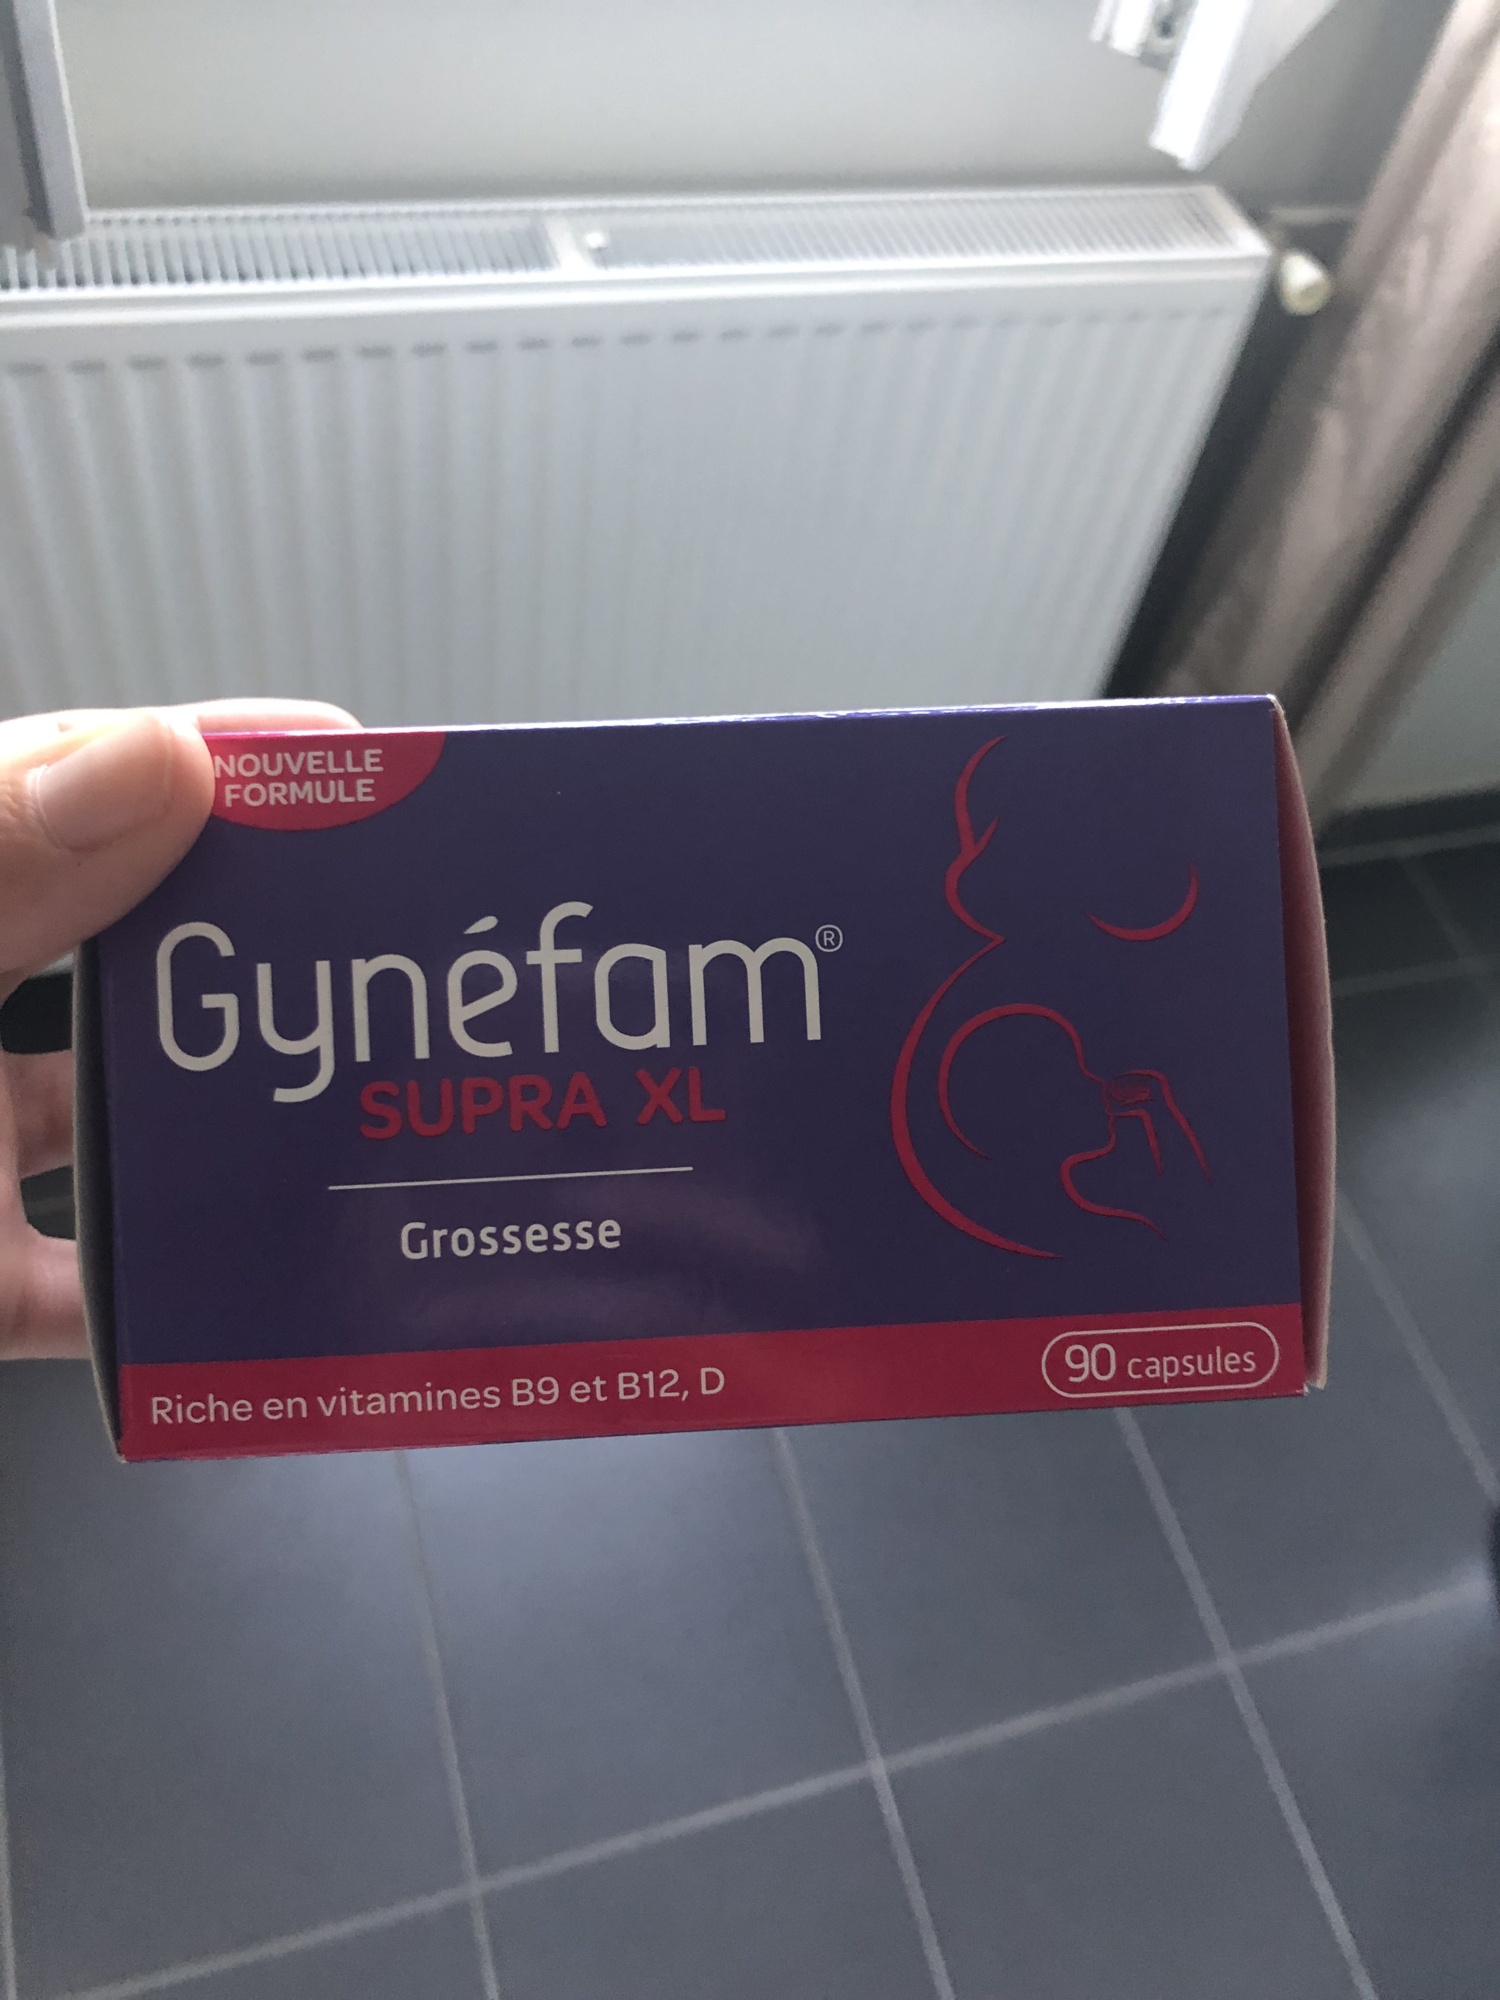 NOUVELLE
FORMULE
Gynéfam®
SUPRA XL
Grossesse
Riche en vitamines B9 et B12, D
90 capsules